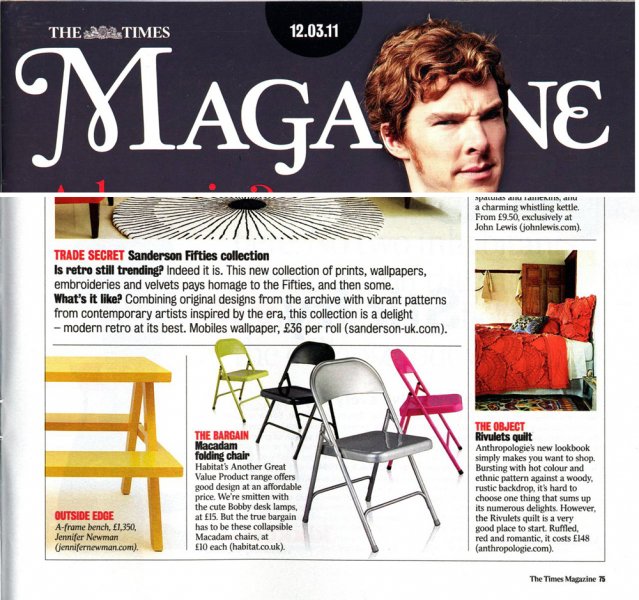 THE TIMES
12.03.11
MAGAZINE
spatulas and ramekins, and
a charming whistling kettle.
From £9.50, exclusively at
John Lewis (johnlewis.com).
TRADE SECRET Sanderson Fifties collection
Is retro still trending? Indeed it is. This new collection of prints, wallpapers,
embroideries and velvets pays homage to the Fifties, and then some.
What's it like? Combining original designs from the archive with vibrant patterns
from contemporary artists inspired by the era, this collection is a delight
– modern retro at its best. Mobiles wallpaper, £36 per roll (sanderson-uk.com).
OUTSIDE EDGE
A-frame bench, £1,350,
Jennifer Newman
(jennifernewman.com).
THE BARGAIN
Macadam
folding chair
Habitat's Another Great
Value Product range offers
good design at an affordable
price. We're smitten with
the cute Bobby desk lamps,
at £15. But the true bargain
has to be these collapsible
Macadam chairs, at
£10 each (habitat.co.uk).
THE OBJECT
Rivulets quilt
Anthropologie's new lookbook
simply makes you want to shop.
Bursting with hot colour and
ethnic pattern against a woody,
rustic backdrop, it's hard to
choose one thing that sums up
its numerous delights. However,
the Rivulets quilt is a very
good place to start. Ruffled,
red and romantic, it costs £148
(anthropologie.com).
The Times Magazine 75